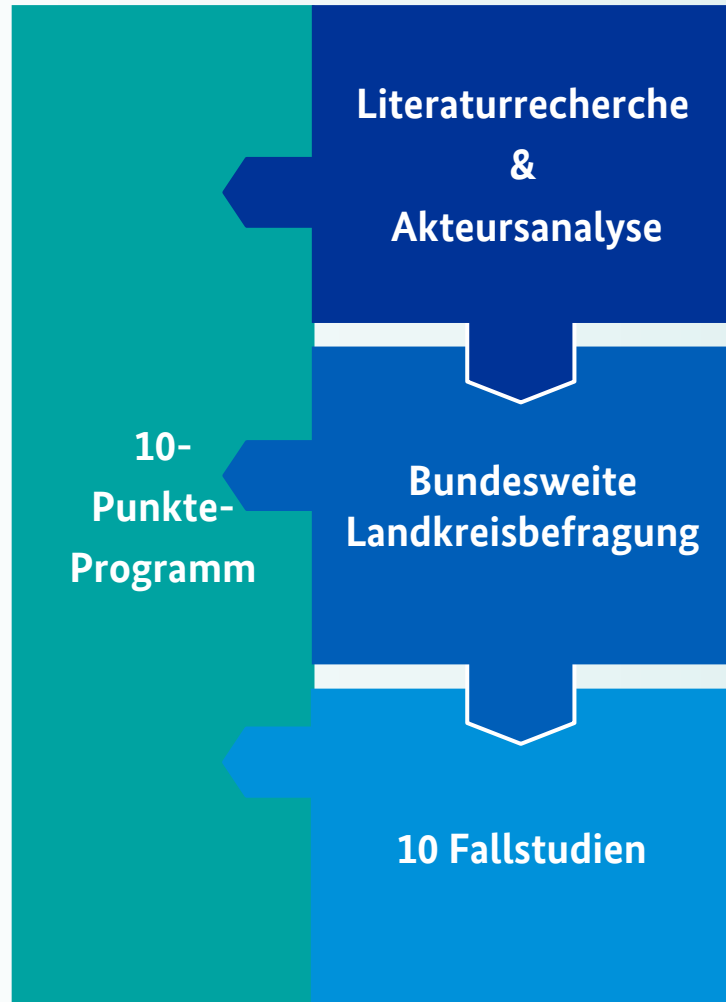 Literaturrecherche
&
Akteursanalyse
10-
Punkte-
Programm
Bundesweite
Landkreisbefragung
10 Fallstudien